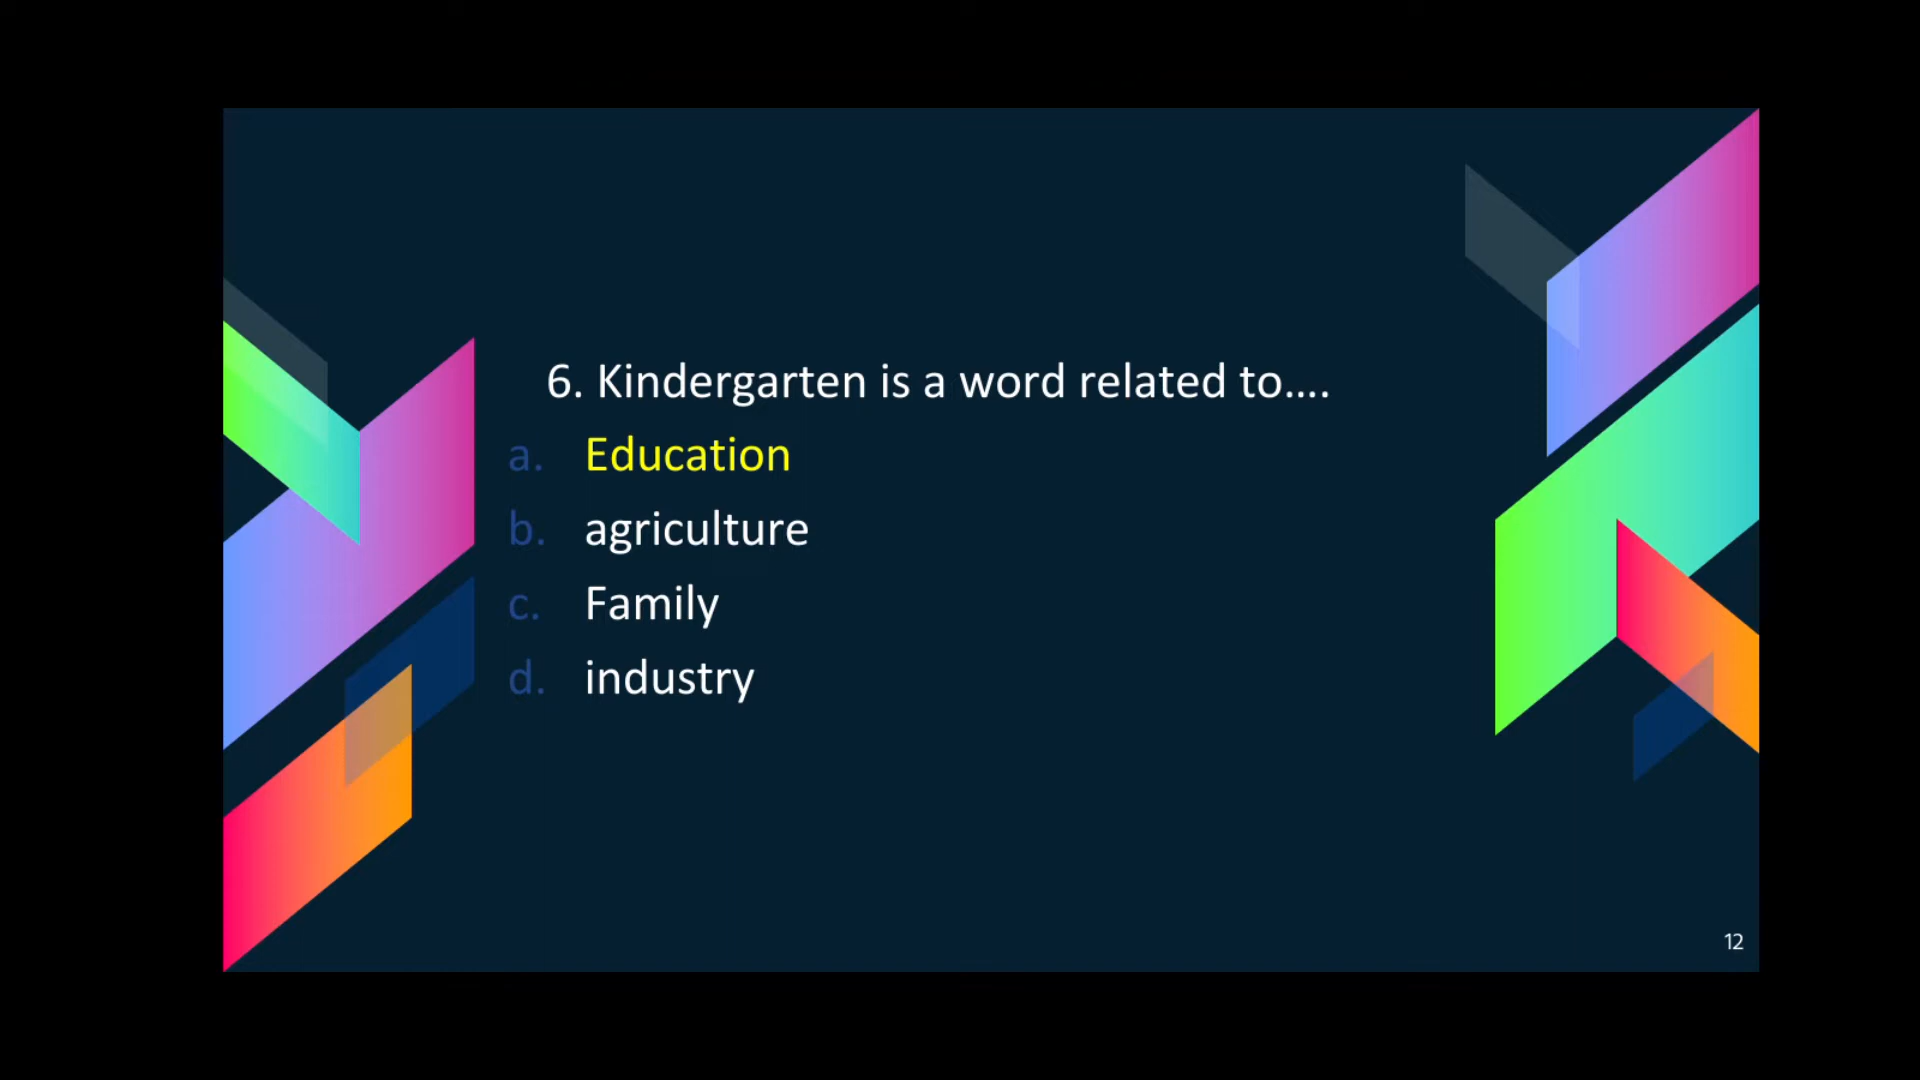 6. Kindergarten is a word related to....
a. Education
b. agriculture
c. Family
d. industry
12